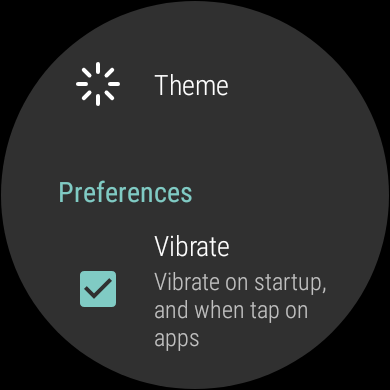 Theme
Preferences
Vibrate
Vibrate on startup,
and when tap on
apps